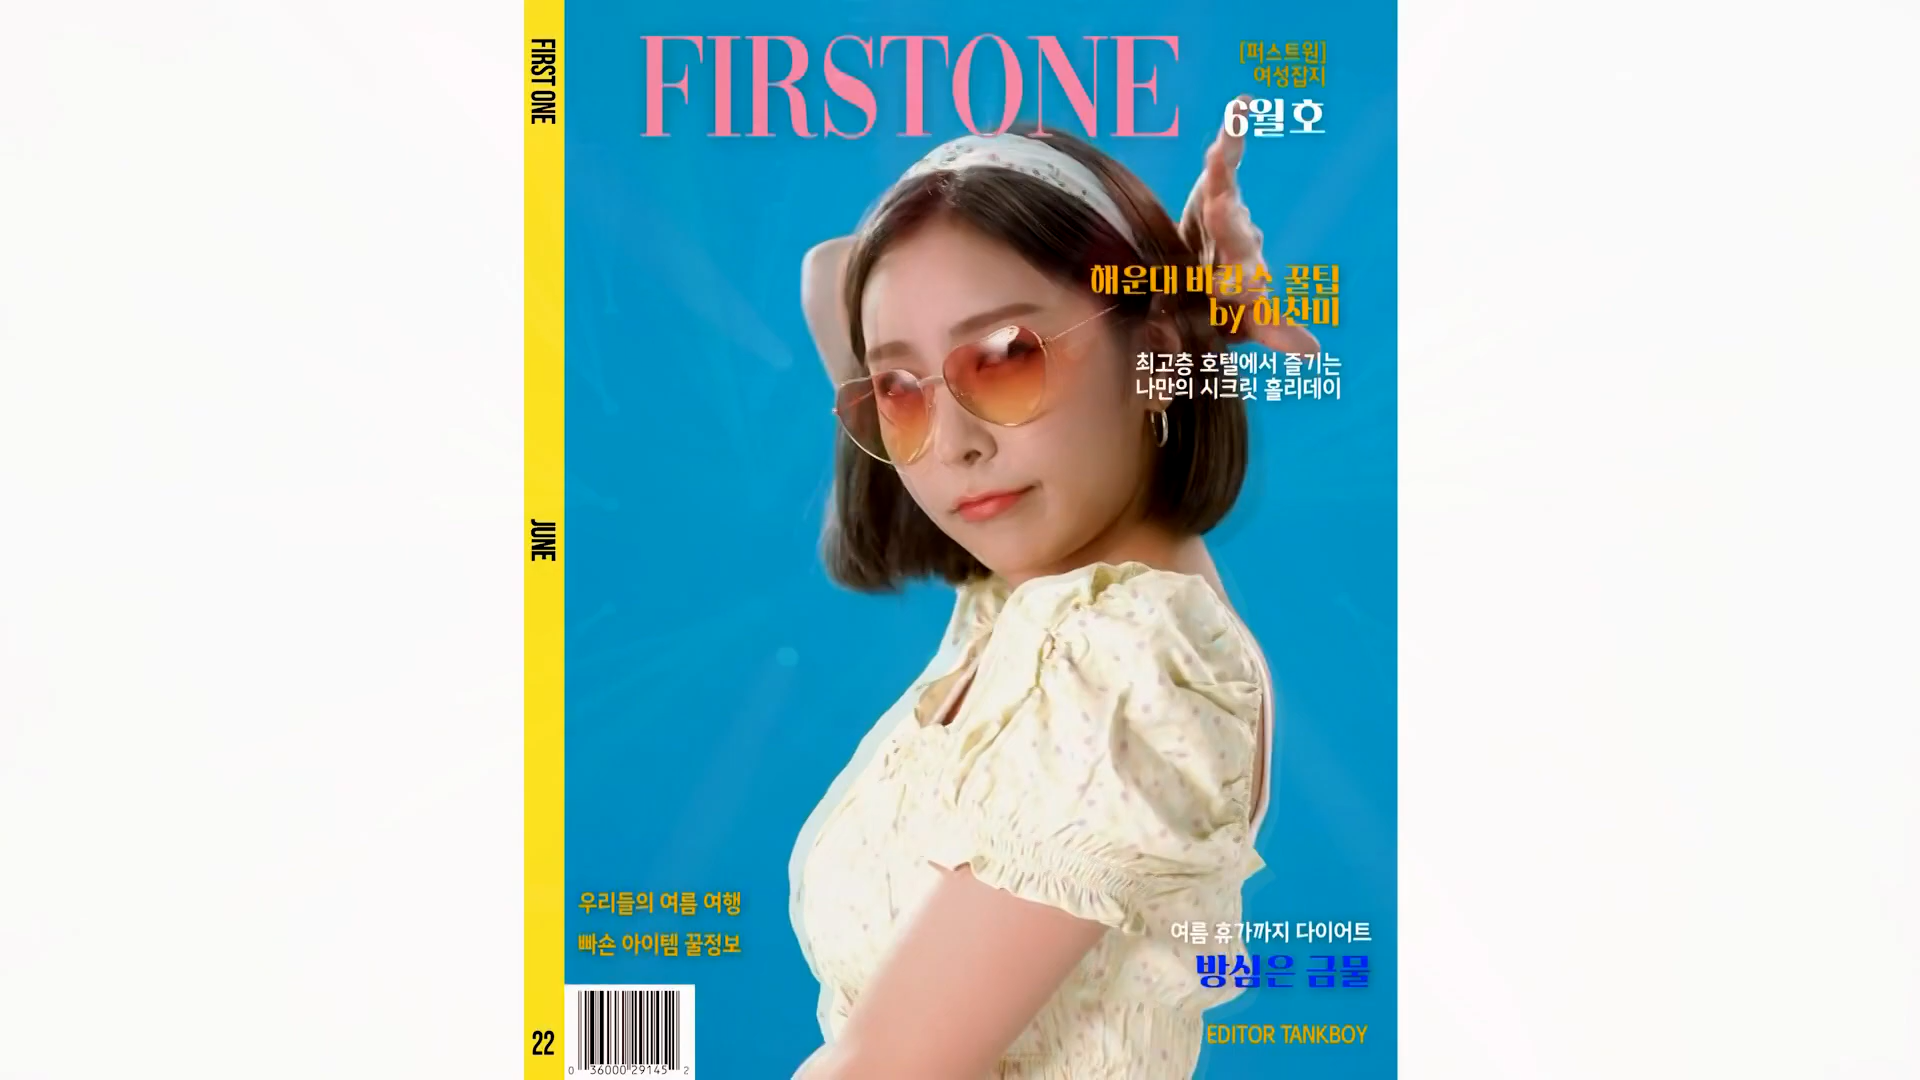 FIRST ONE
JUNE
22
FIRSTONE
[퍼스트원]
여성잡지
6월호
해운대 바캉스 꿀팁
by 허찬미
최고층 호텔에서 즐기는
나만의 시크릿 홀리데이
우리들의 여름 여행
빠숀 아이템 꿀정보
여름 휴가까지 다이어트
방심은 금물
EDITOR TANKBOY
0 36000 29145 2